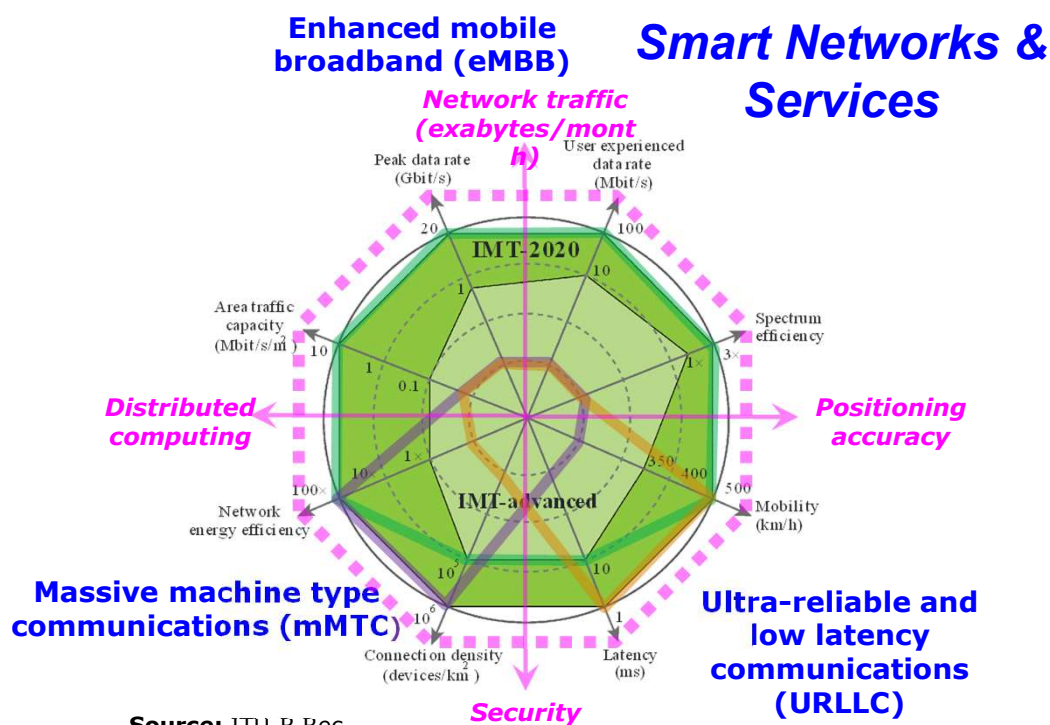 Enhanced mobile
broadband (eMBB)
Smart Networks &
Services
Network traffic
(exabytes/mont
h)
Peak data rate
(Gbit/s)
User experienced
data rate
(Mbit/s)
20
100
IMT-2020
10
1
Area traffic
capacity
(Mbit/s/m²)
Spectrum
efficiency
10
1
0.1
1×
3×
Distributed
computing
Positioning
accuracy
1×
10×
100×
350
400
500
Network
energy efficiency
IMT-advanced
Mobility
(km/h)
10⁵
10
10⁶
1
Massive machine type
communications (mMTC)
Ultra-reliable and
low latency
communications
(URLLC)
Connection density
(devices/km²)
Latency
(ms)
Security
Source: ITU-R Rec.